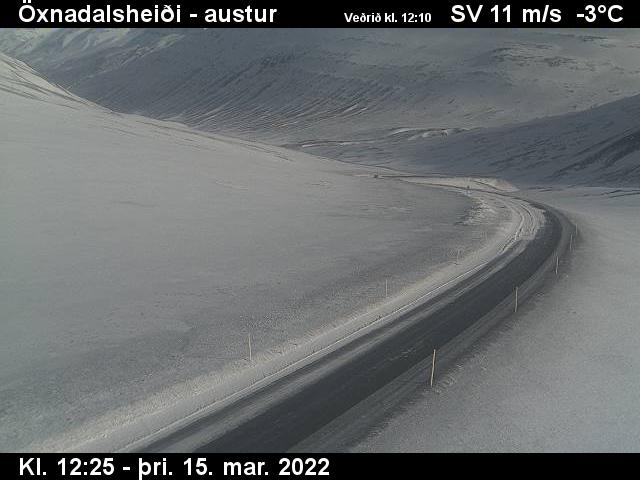 Öxnadalsheiði - austur Veðrið kl. 12:10 SV 11 m/s -3°C
Kl. 12:25 - þri. 15. mar. 2022